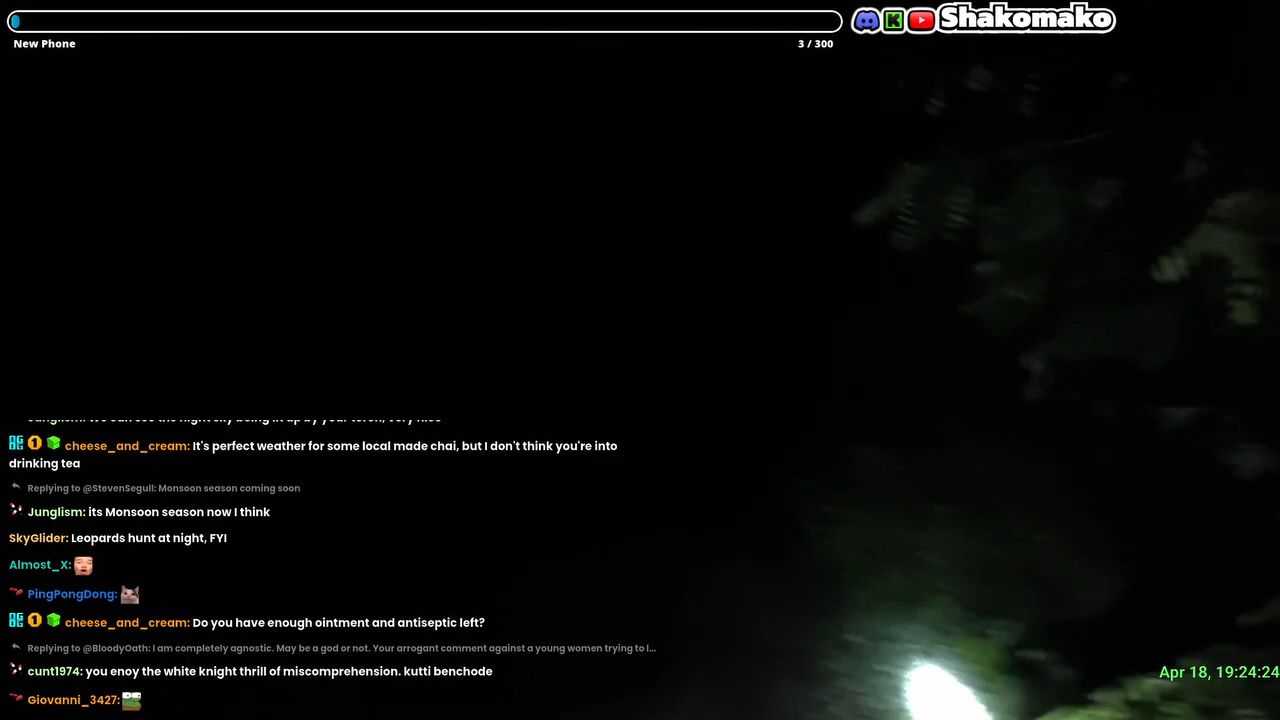 Shakomako
New Phone
3 / 300
cheese_and_cream: It's perfect weather for some local made chai, but I don't think you're into
drinking tea
Replying to @StevenSegull: Monsoon season coming soon
Junglism: its Monsoon season now I think
SkyGlider: Leopards hunt at night, FYI
Almost_X:
PingPongDong:
cheese_and_cream: Do you have enough ointment and antiseptic left?
Replying to @BloodyOath: I am completely agnostic. May be a god or not. Your arrogant comment against a young women trying to l...
cunt1974: you enoy the white knight thrill of miscomprehension. kutti benchode
Apr 18, 19:24:24
Giovanni_3427: